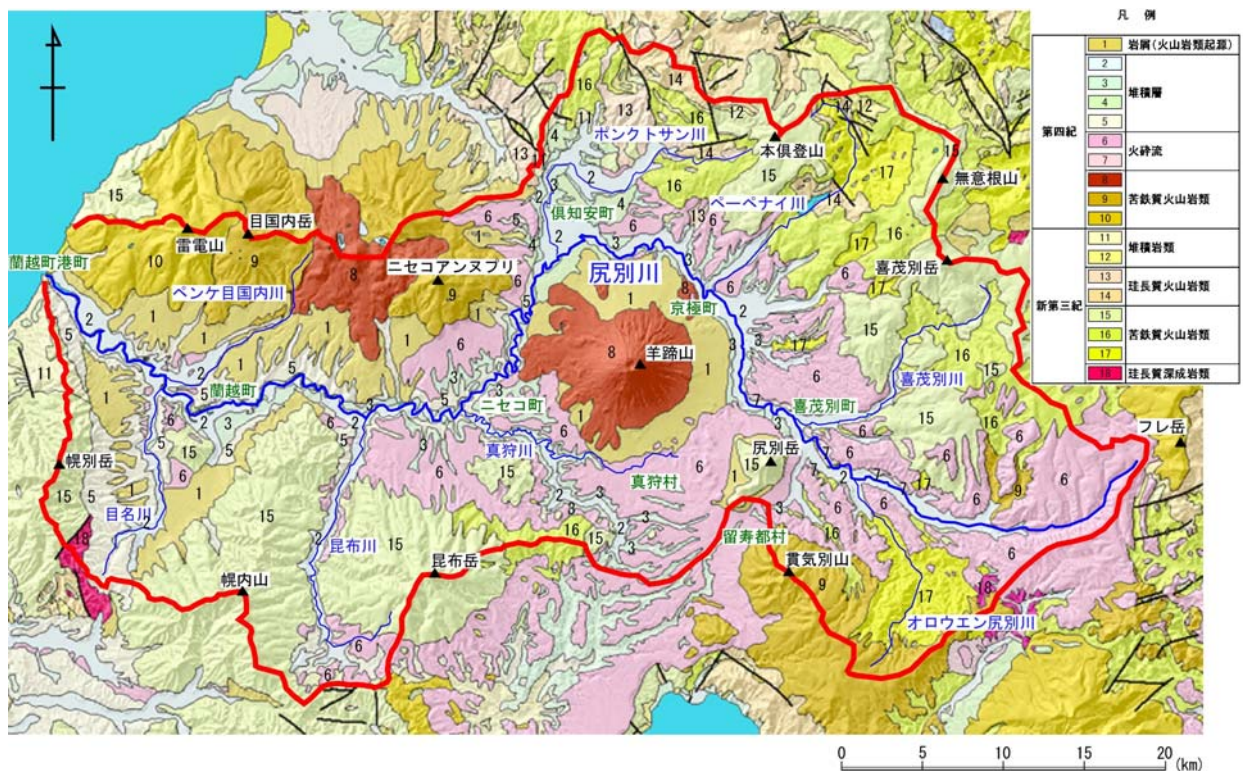 凡 例
第四紀
1 岩屑(火山岩類起源)
2
3
4
5
堆積層
6
7
火砕流
8
9
10
苦鉄質火山岩類
新第三紀
11
12
堆積岩類
13
14
珪長質火山岩類
15
16
17
苦鉄質火山岩類
18 珪長質深成岩類
ポンクトサン川
本倶登山
無意根山
倶知安町
ペーペナイ川
雷電山
目国内岳
ニセコアンヌプリ
尻別川
喜茂別岳
蘭越町港町
ペンケ目国内川
京極町
羊蹄山
蘭越町
ニセコ町
喜茂別川
喜茂別町
フレ岳
幌別岳
真狩川
尻別岳
真狩村
目名川
昆布川
昆布岳
留寿都村
幌内山
貫気別山
オロウエン尻別川
0 5 10 15 20 (km)